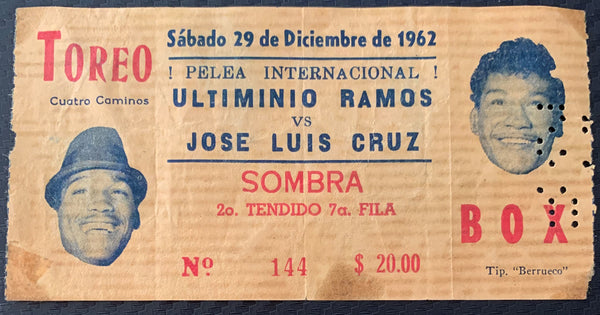 TOREO
Cuatro Caminos
Sábado 29 de Diciembre de 1962
! PELEA INTERNACIONAL !
ULTIMINIO RAMOS
VS
JOSE LUIS CRUZ
SOMBRA
2o. TENDIDO 7a. FILA
Nº 144 $ 20.00
BOX
Tip. "Berrueco"